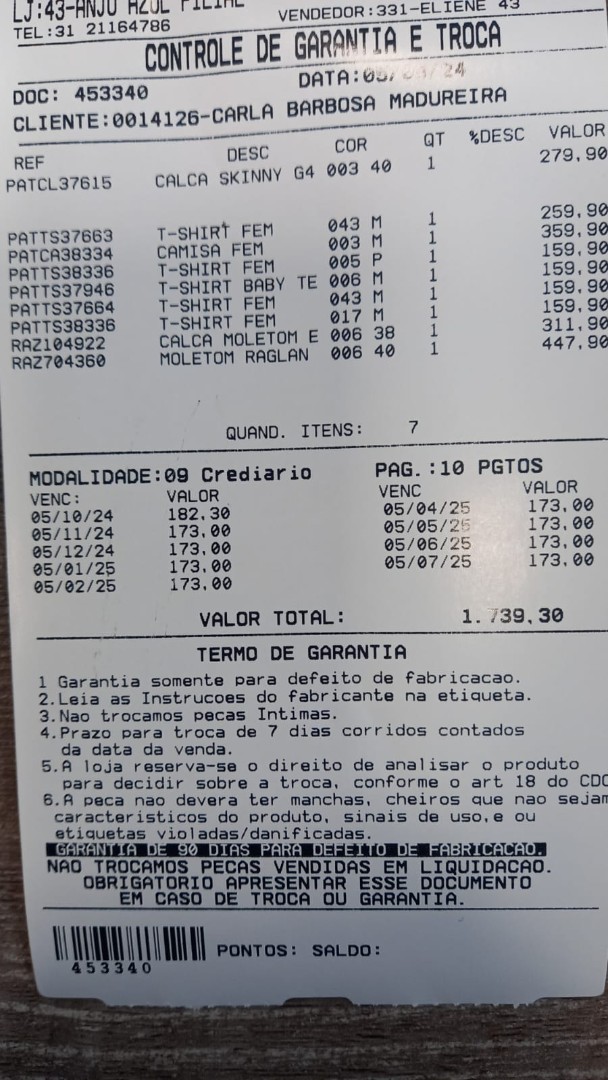 LJ:43-ANJO AZUL FILIAL
TEL:31 21164786
VENDEDOR:331-ELIENE 43
CONTROLE DE GARANTIA E TROCA
DOC: 453340 DATA:05/ /24
CLIENTE:0014126-CARLA BARBOSA MADUREIRA
REF DESC COR QT %DESC VALOR
PATCL37615 CALCA SKINNY G4 003 40 1 279,90
PATTS37663 T-SHIRT FEM 043 M 1 259,90
PATCA38334 CAMISA FEM 003 M 1 359,90
PATTS38336 T-SHIRT FEM 005 P 1 159,90
PATTS37946 T-SHIRT BABY TE 006 M 1 159,90
PATTS37664 T-SHIRT FEM 043 M 1 159,90
PATTS38336 T-SHIRT FEM 017 M 1 159,90
RAZ104922 CALCA MOLETOM E 006 38 1 311,90
RAZ704360 MOLETOM RAGLAN 006 40 1 447,90
QUAND. ITENS: 7
MODALIDADE:09 Crediario PAG.:10 PGTOS
VENC: VALOR VENC VALOR
05/10/24 182,30 05/04/25 173,00
05/11/24 173,00 05/05/25 173,00
05/12/24 173,00 05/06/25 173,00
05/01/25 173,00 05/07/25 173,00
05/02/25 173,00
VALOR TOTAL: 1.739,30
TERMO DE GARANTIA
1 Garantia somente para defeito de fabricacao.
2.Leia as Instrucoes do fabricante na etiqueta.
3.Nao trocamos pecas Intimas.
4.Prazo para troca de 7 dias corridos contados
da data da venda.
5.A loja reserva-se o direito de analisar o produto
para decidir sobre a troca, conforme o art 18 do CDC
6.A peca nao devera ter manchas, cheiros que nao sejam
caracteristicos do produto, sinais de uso,e ou
etiquetas violadas/danificadas.
GARANTIA DE 90 DIAS PARA DEFEITO DE FABRICACAO.
NAO TROCAMOS PECAS VENDIDAS EM LIQUIDACAO.
OBRIGATORIO APRESENTAR ESSE DOCUMENTO
EM CASO DE TROCA OU GARANTIA.
453340
PONTOS: SALDO: